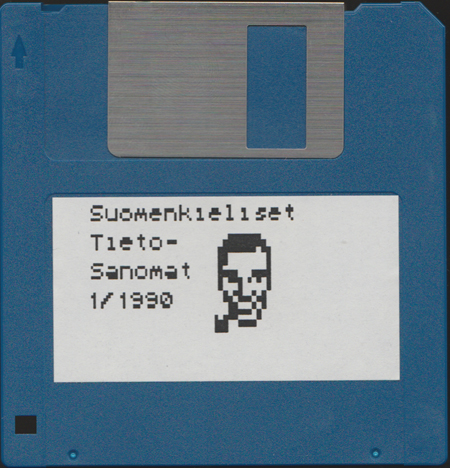 Suomenkieliset
Tieto-
Sanomat
1/1990